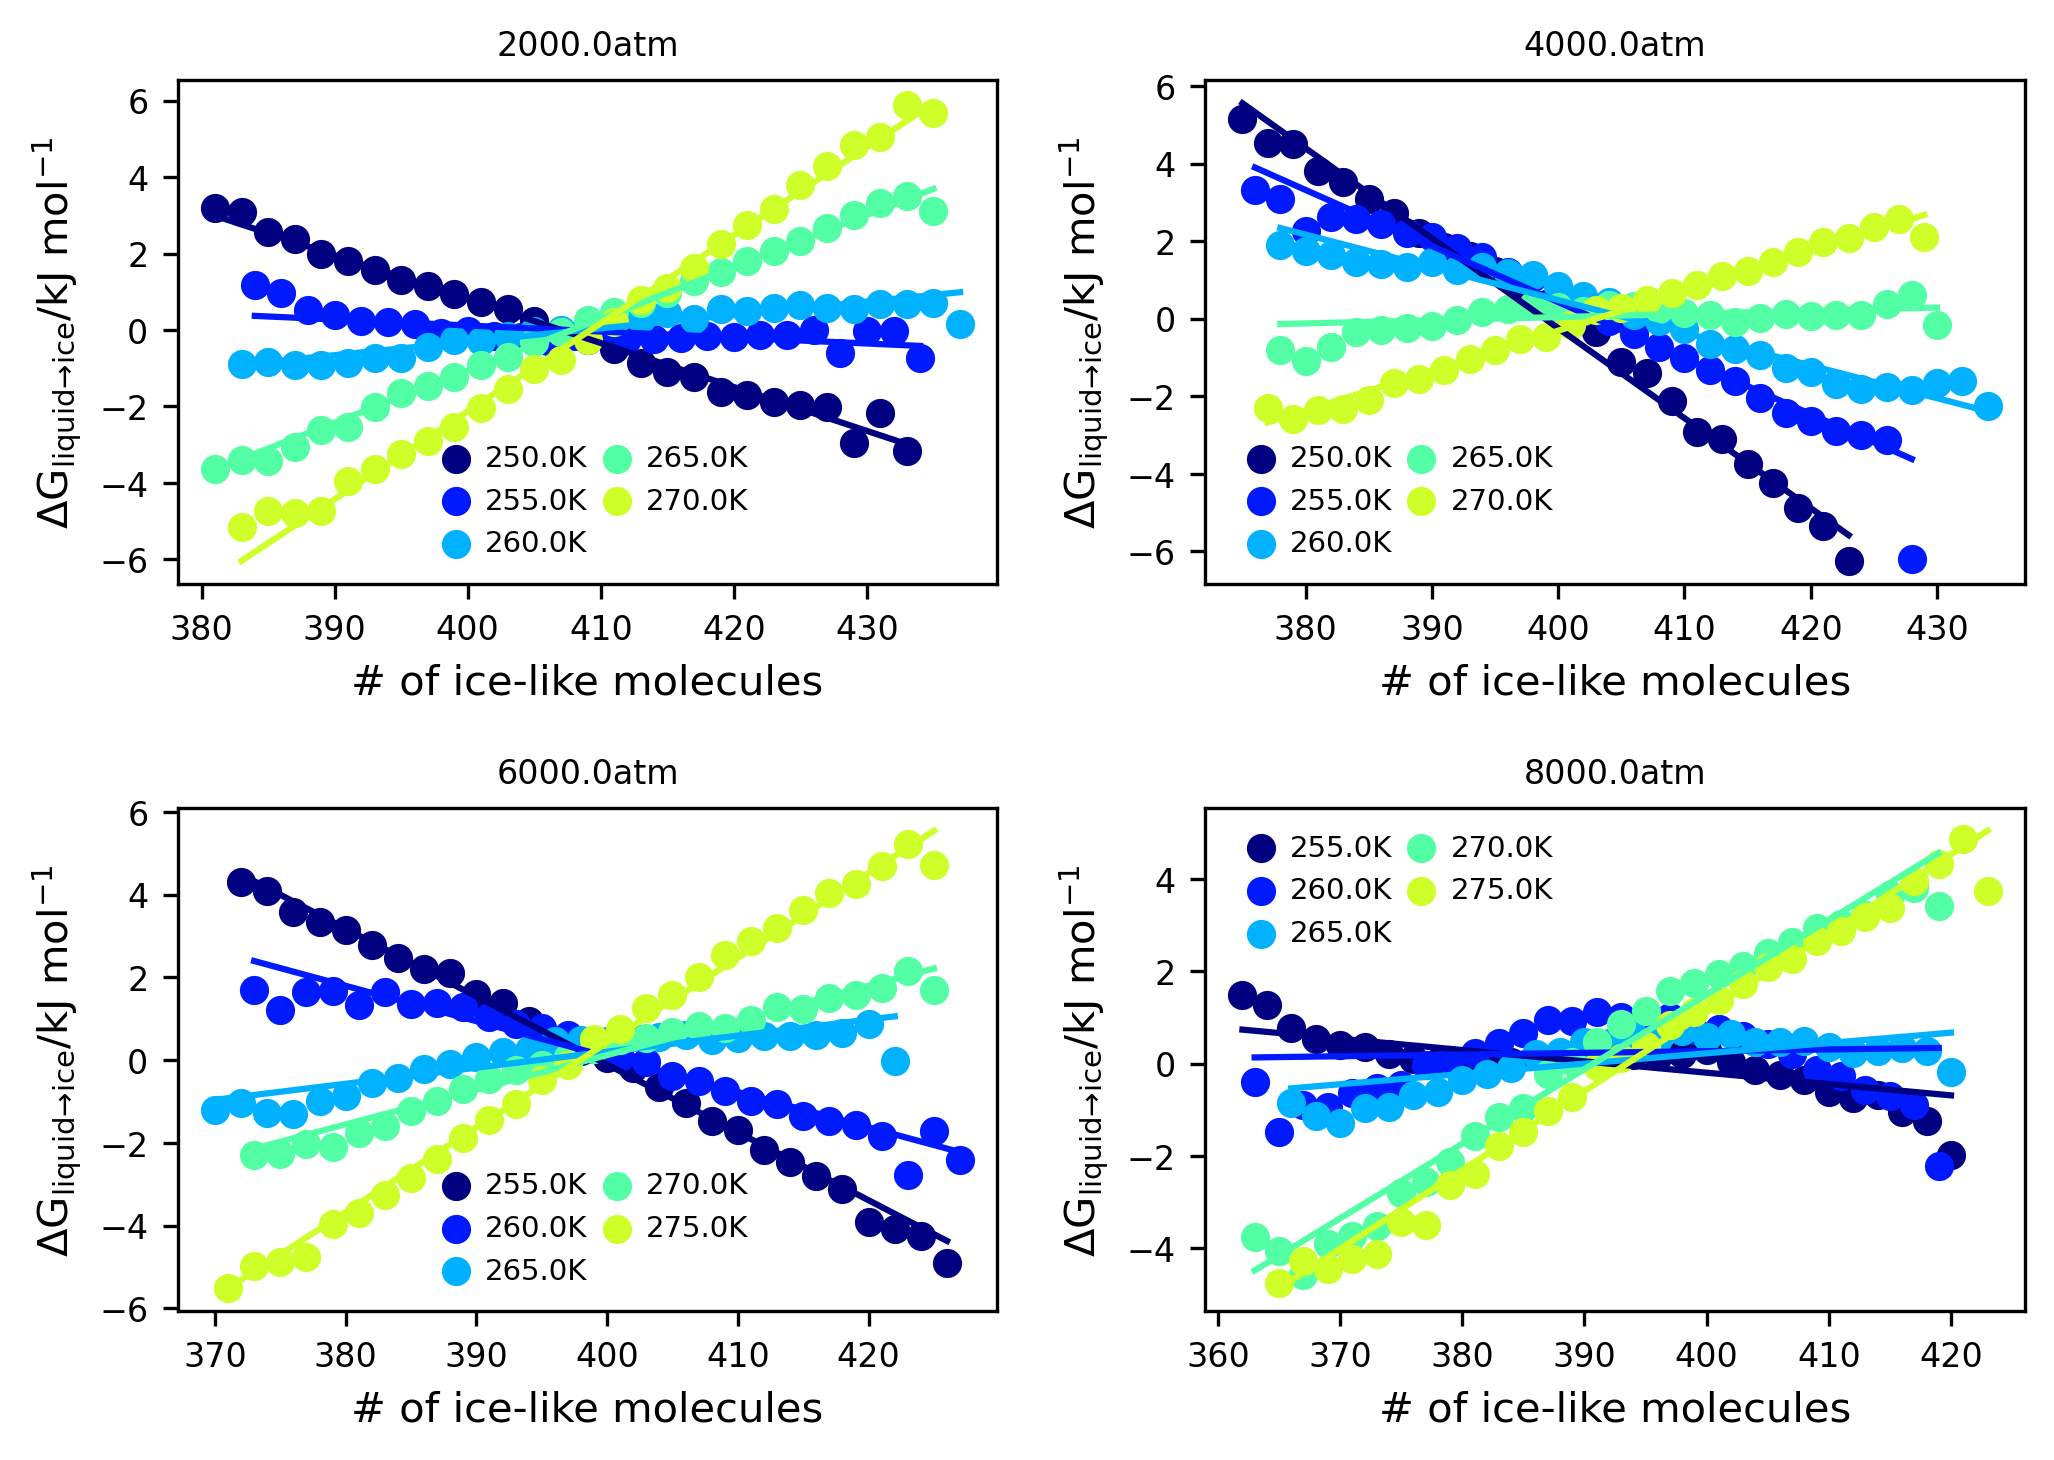 2000.0atm
ΔG_liquid→ice/kJ mol⁻¹
6
4
2
0
−2
−4
−6
250.0K 265.0K
255.0K 270.0K
260.0K
380 390 400 410 420 430
# of ice-like molecules
4000.0atm
ΔG_liquid→ice/kJ mol⁻¹
6
4
2
0
−2
−4
−6
250.0K 265.0K
255.0K 270.0K
260.0K
380 390 400 410 420 430
# of ice-like molecules
6000.0atm
ΔG_liquid→ice/kJ mol⁻¹
6
4
2
0
−2
−4
−6
255.0K 270.0K
260.0K 275.0K
265.0K
370 380 390 400 410 420
# of ice-like molecules
8000.0atm
ΔG_liquid→ice/kJ mol⁻¹
255.0K 270.0K
260.0K 275.0K
265.0K
4
2
0
−2
−4
360 370 380 390 400 410 420
# of ice-like molecules